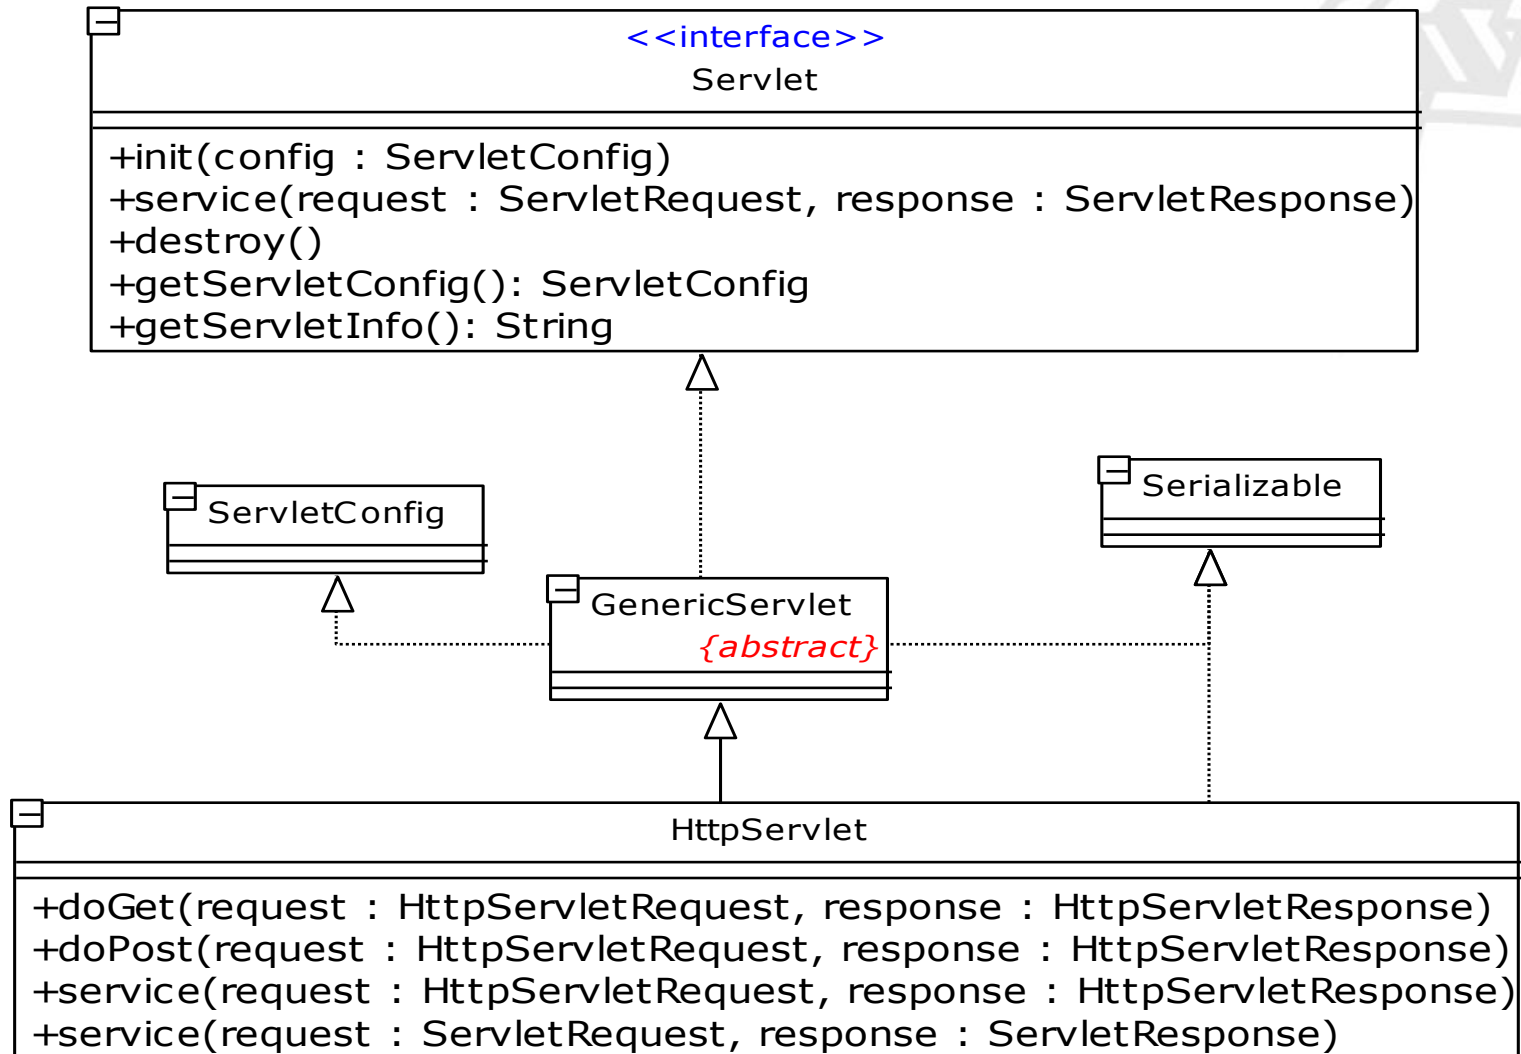 <<interface>>
Servlet
+init(config : ServletConfig)
+service(request : ServletRequest, response : ServletResponse)
+destroy()
+getServletConfig(): ServletConfig
+getServletInfo(): String
ServletConfig
Serializable
GenericServlet
{abstract}
HttpServlet
+doGet(request : HttpServletRequest, response : HttpServletResponse)
+doPost(request : HttpServletRequest, response : HttpServletResponse)
+service(request : HttpServletRequest, response : HttpServletResponse)
+service(request : ServletRequest, response : ServletResponse)